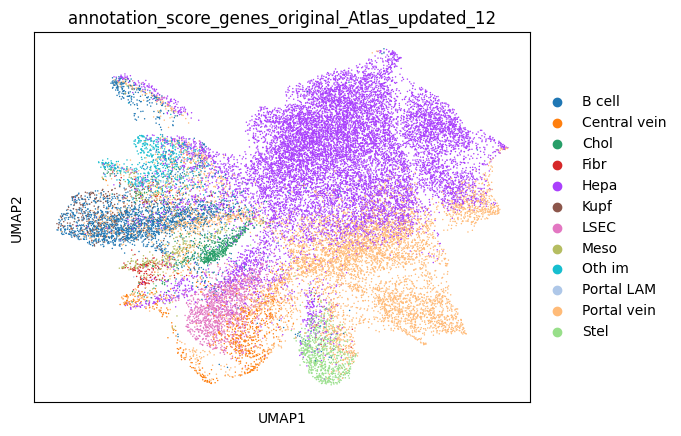 annotation_score_genes_original_Atlas_updated_12
UMAP2
UMAP1
B cell
Central vein
Chol
Fibr
Hepa
Kupf
LSEC
Meso
Oth im
Portal LAM
Portal vein
Stel